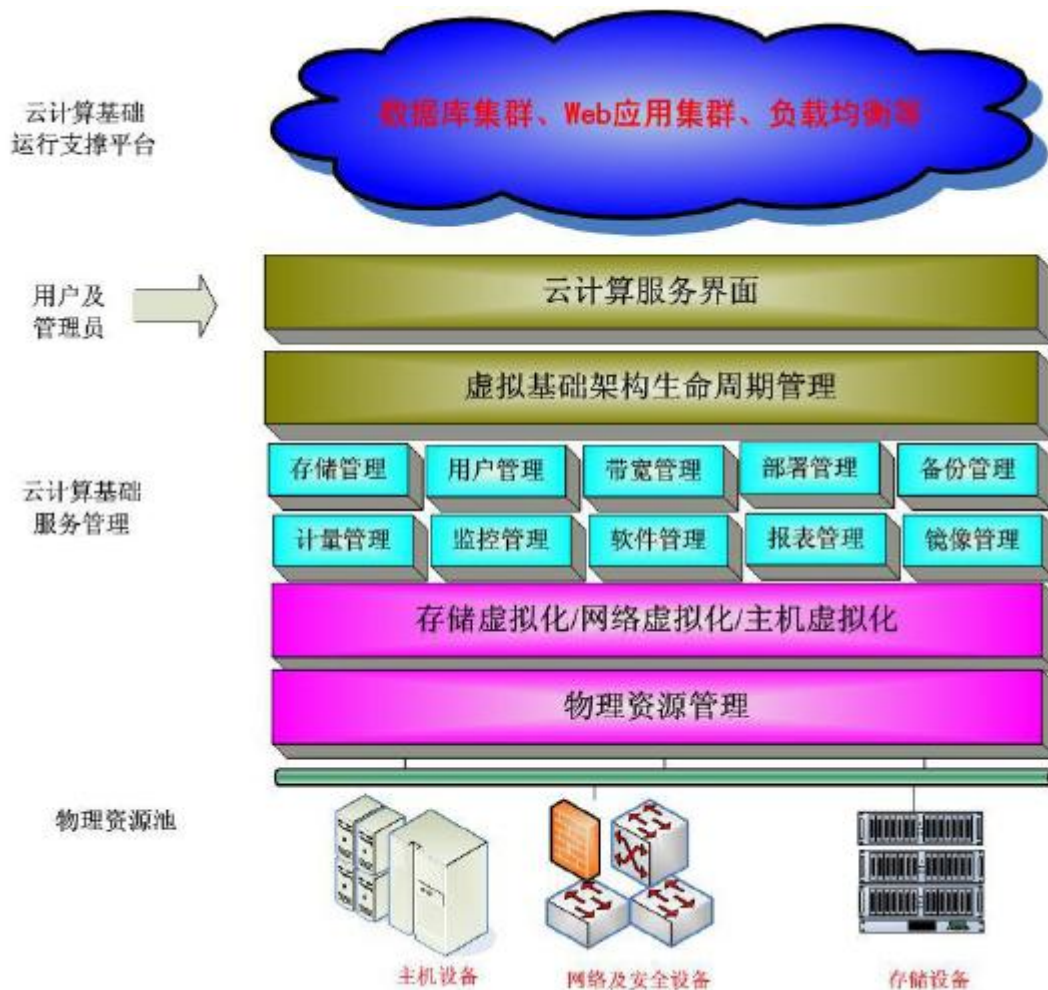 云计算基础
运行支撑平台
数据库集群、Web应用集群、负载均衡等
用户及
管理员
云计算服务界面
虚拟基础架构生命周期管理
云计算基础
服务管理
存储管理
用户管理
带宽管理
部署管理
备份管理
计量管理
监控管理
软件管理
报表管理
镜像管理
存储虚拟化/网络虚拟化/主机虚拟化
物理资源管理
物理资源池
主机设备
网络及安全设备
存储设备